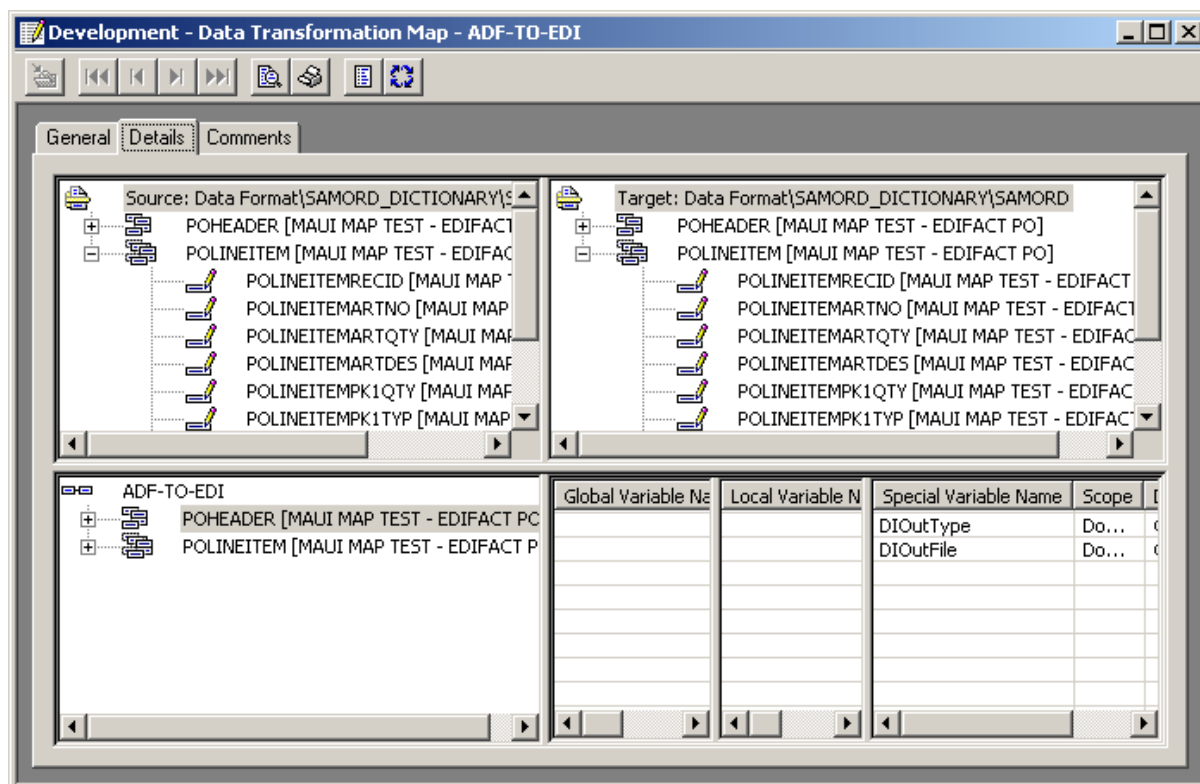 Development - Data Transformation Map - ADF-TO-EDI
General Details Comments
Source: Data Format\SAMORD_DICTIONARY\S
POHEADER [MAUI MAP TEST - EDIFACT
POLINEITEM [MAUI MAP TEST - EDIFAC
POLINEITEMRECID [MAUI MAP T
POLINEITEMARTNO [MAUI MAP
POLINEITEMARTQTY [MAUI MAP
POLINEITEMARTDES [MAUI MAP
POLINEITEMPK1QTY [MAUI MAP
POLINEITEMPK1TYP [MAUI MAP
Target: Data Format\SAMORD_DICTIONARY\SAMORD
POHEADER [MAUI MAP TEST - EDIFACT PO]
POLINEITEM [MAUI MAP TEST - EDIFACT PO]
POLINEITEMRECID [MAUI MAP TEST - EDIFACT
POLINEITEMARTNO [MAUI MAP TEST - EDIFACT
POLINEITEMARTQTY [MAUI MAP TEST - EDIFAC
POLINEITEMARTDES [MAUI MAP TEST - EDIFAC
POLINEITEMPK1QTY [MAUI MAP TEST - EDIFAC
POLINEITEMPK1TYP [MAUI MAP TEST - EDIFAC
ADF-TO-EDI
POHEADER [MAUI MAP TEST - EDIFACT PO
POLINEITEM [MAUI MAP TEST - EDIFACT P
Global Variable Na
Local Variable N
Special Variable Name Scope
DIOutType Do...
DIOutFile Do...